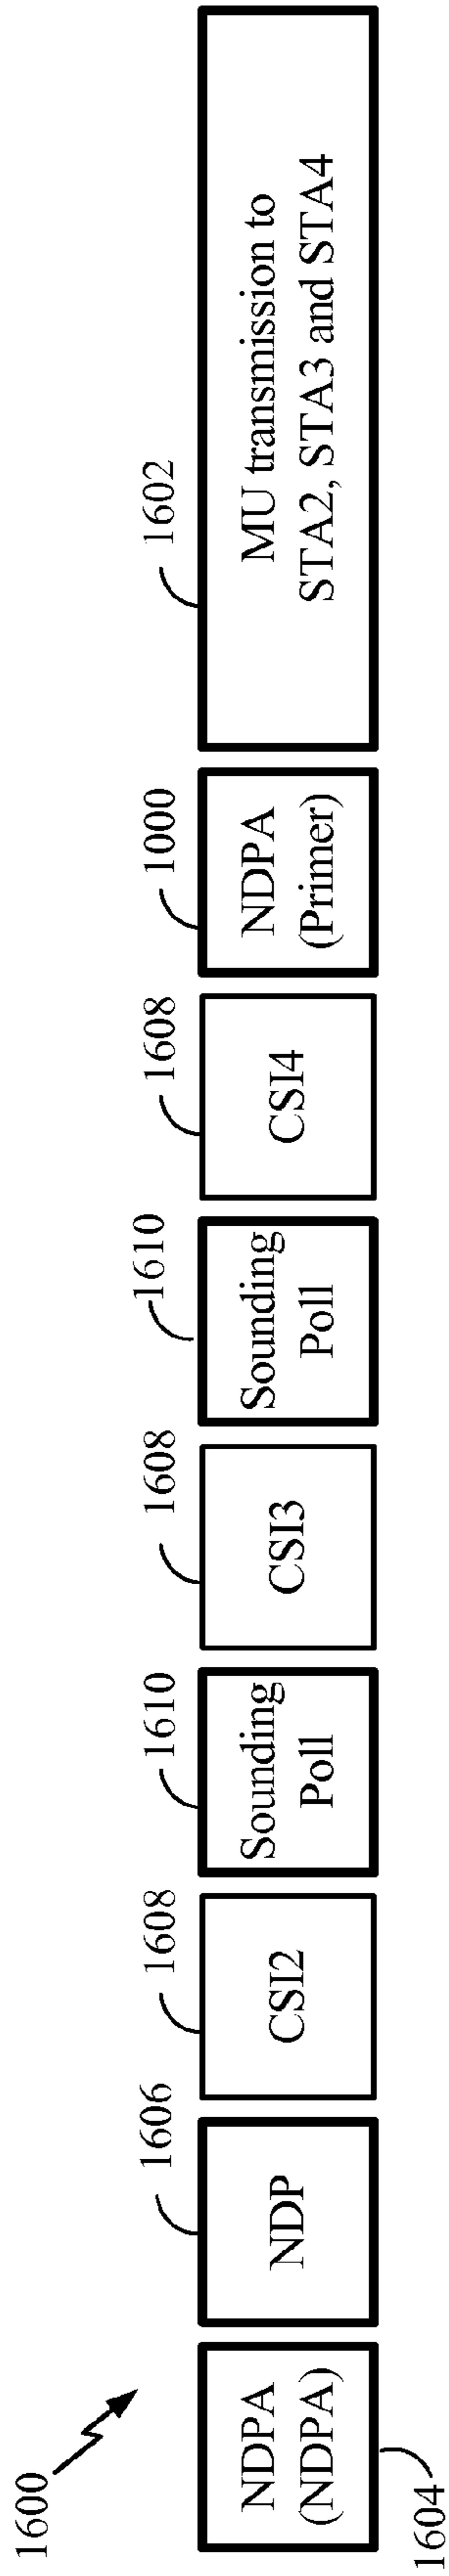 1600
NDPA
(NDPA)
1604
1606
NDP
1608
CSI2
1610
Sounding
Poll
1608
CSI3
1610
Sounding
Poll
1608
CSI4
1000
NDPA
(Primer)
1602
MU transmission to
STA2, STA3 and STA4